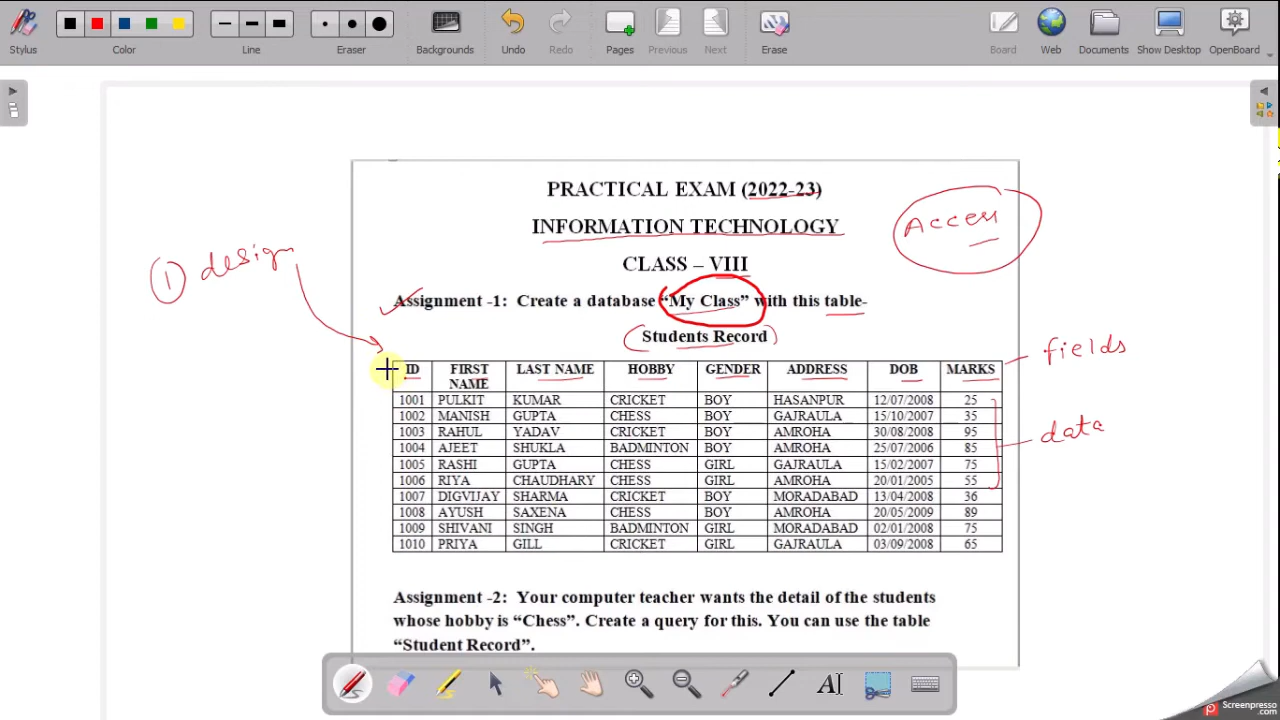 Stylus Color Line Eraser Backgrounds Undo Redo Pages Previous Next Erase Board Web Documents Show Desktop OpenBoard
PRACTICAL EXAM (2022-23)
INFORMATION TECHNOLOGY
Access
CLASS – VIII
① design
Assignment -1: Create a database “My Class” with this table-
Students Record
fields
ID FIRST NAME LAST NAME HOBBY GENDER ADDRESS DOB MARKS
1001 PULKIT KUMAR CRICKET BOY HASANPUR 12/07/2008 25
1002 MANISH GUPTA CHESS BOY GAJRAULA 15/10/2007 35
1003 RAHUL YADAV CRICKET BOY AMROHA 30/08/2008 95
data
1004 AJEET SHUKLA BADMINTON BOY AMROHA 25/07/2006 85
1005 RASHI GUPTA CHESS GIRL GAJRAULA 15/02/2007 75
1006 RIYA CHAUDHARY CHESS GIRL AMROHA 20/01/2005 55
1007 DIGVIJAY SHARMA CRICKET BOY MORADABAD 13/04/2008 36
1008 AYUSH SAXENA CHESS BOY AMROHA 20/05/2009 89
1009 SHIVANI SINGH BADMINTON GIRL MORADABAD 02/01/2008 75
1010 PRIYA GILL CRICKET GIRL GAJRAULA 03/09/2008 65
Assignment -2: Your computer teacher wants the detail of the students
whose hobby is “Chess”. Create a query for this. You can use the table
“Student Record”.
AI
Screenpresso
.com